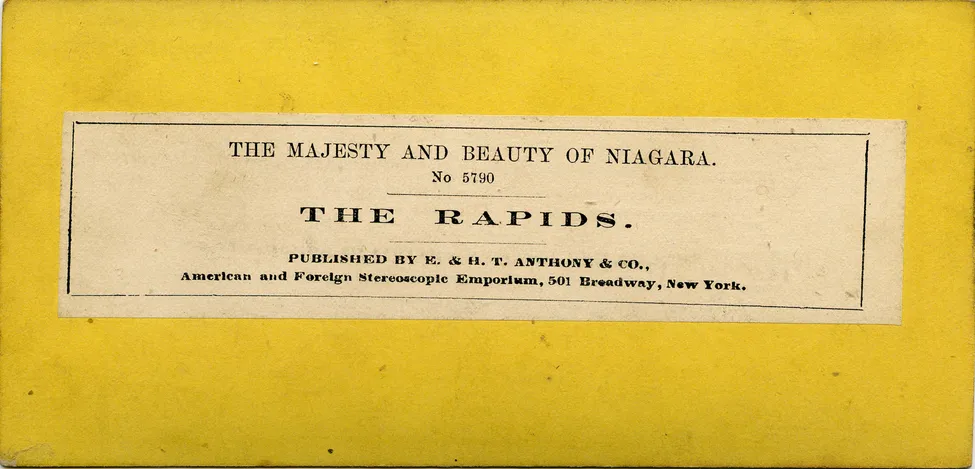 THE MAJESTY AND BEAUTY OF NIAGARA.
No 5790
THE RAPIDS.
PUBLISHED BY E. & H. T. ANTHONY & CO.,
American and Foreign Stereoscopic Emporium, 501 Broadway, New York.